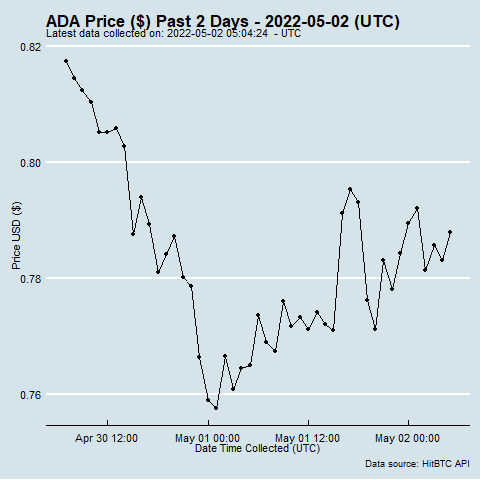 ADA Price ($) Past 2 Days - 2022-05-02 (UTC)
Latest data collected on: 2022-05-02 05:04:24  - UTC
0.82
0.80
0.78
0.76
Price USD ($)
Apr 30 12:00 May 01 00:00 May 01 12:00 May 02 00:00
Date Time Collected (UTC)
Data source: HitBTC API